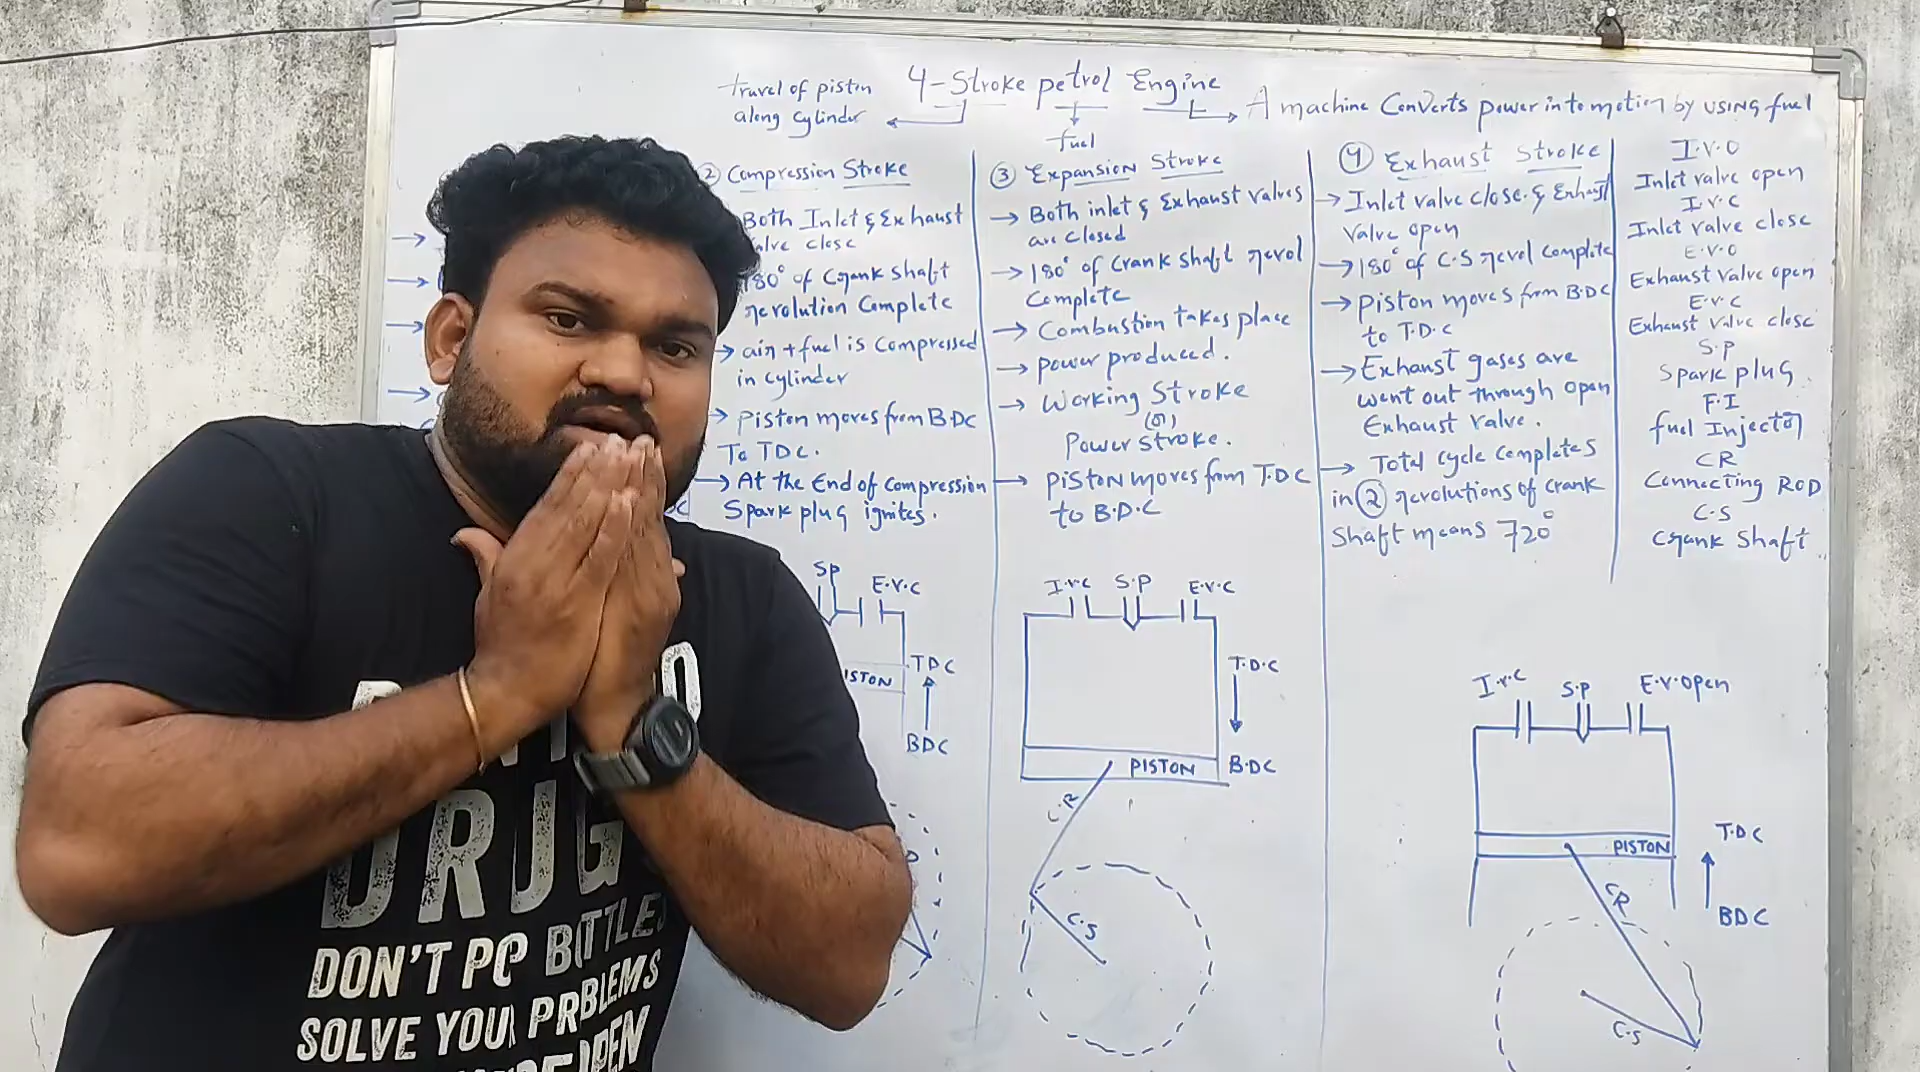 travel of piston
along cylinder
4-Stroke petrol Engine
fuel
A machine Converts power into motion by USING fuel
② Compression Stroke
Both Inlet & Exhaust
valve close
180° of Crank shaft
revolution Complete
→ air + fuel is compressed
in cylinder
→ piston moves from B.DC
To TDC.
→ At the End of Compression
Spark plug ignites.
SP
E.V.C
PISTON
TDC
BDC
③ Expansion Stroke
→ Both inlet & Exhaust valves
are closed
→ 180° of Crank shaft revol
Complete
→ Combustion takes place
→ power produced.
→ Working Stroke
Power Stroke.
→ PISTON moves from T.DC
to B.D.C
I.V.C S.P E.V.C
T.D.C
PISTON
B.DC
C.R
C.S
④ Exhaust Stroke
→ Inlet valve close. & Exhaust
Valve open
→ 180° of C.S revol Complete
→ Piston moves from B.DC
to T.D.C
→ Exhaust gases are
went out through open
Exhaust valve.
→ Total cycle completes
in ② revolutions of crank
Shaft means 720°
I.V.C S.P E.V.open
PISTON
T.DC
BDC
CR
C.S
I.V.O
Inlet valve open
I.V.C
Inlet valve close
E.V.O
Exhaust valve open
E.V.C
Exhaust valve close
S.P
Spark plug
F.I
fuel Injector
CR
Connecting ROD
C.S
Crank Shaft
DRUG
DON'T PO BOTTLES
SOLVE YOUR PROBLEMS